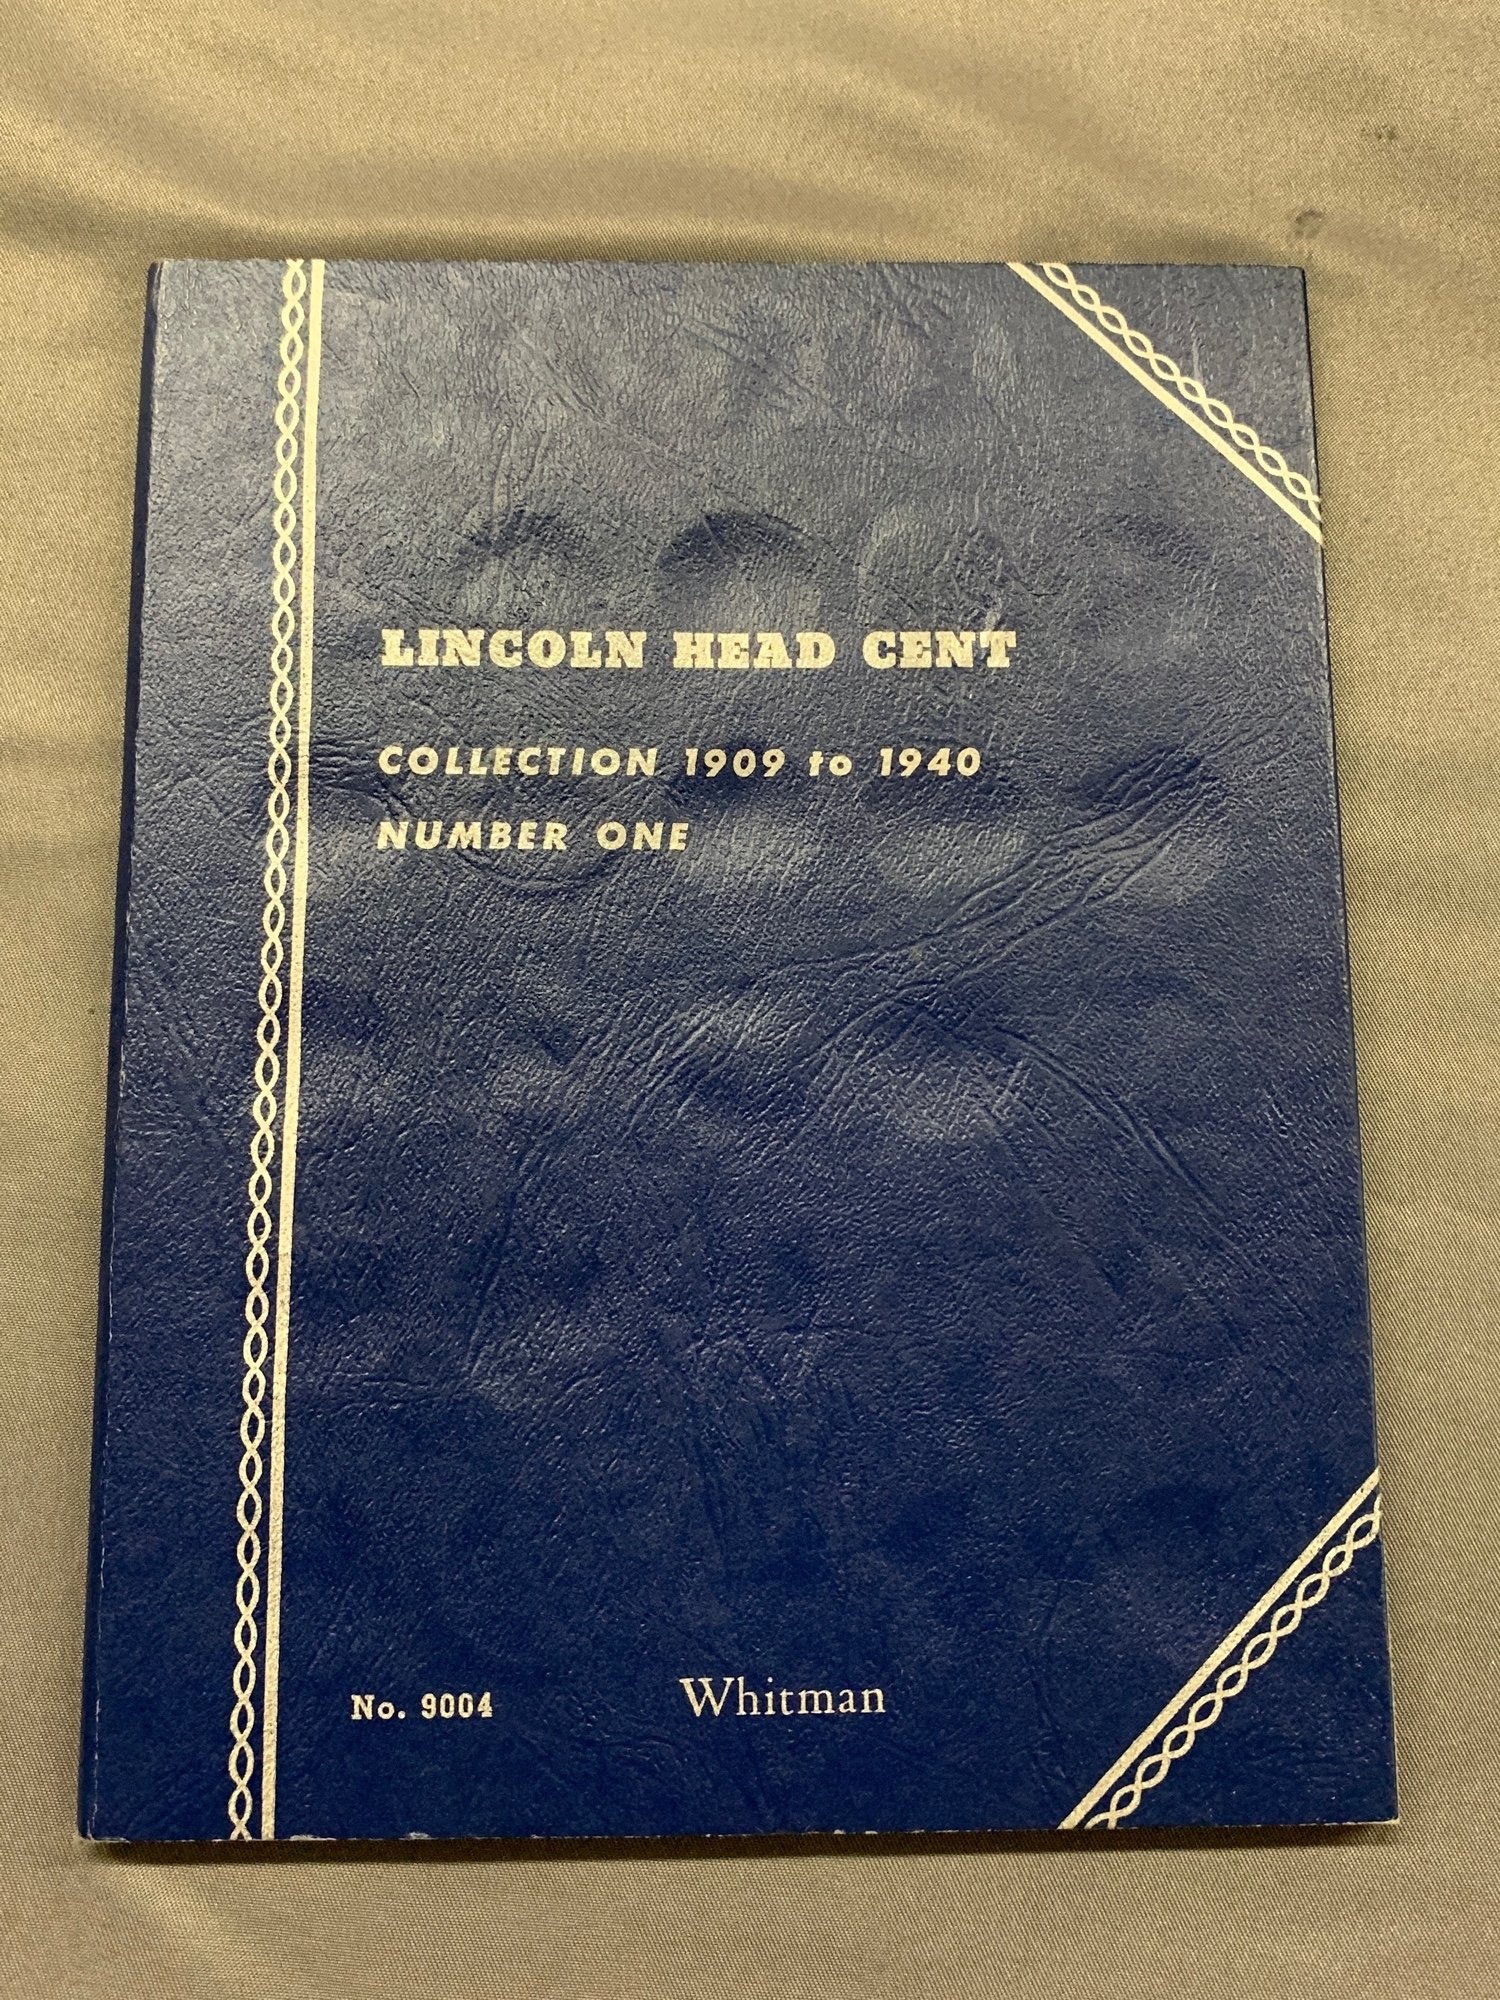 LINCOLN HEAD CENT
COLLECTION 1909 to 1940
NUMBER ONE
No. 9004
Whitman